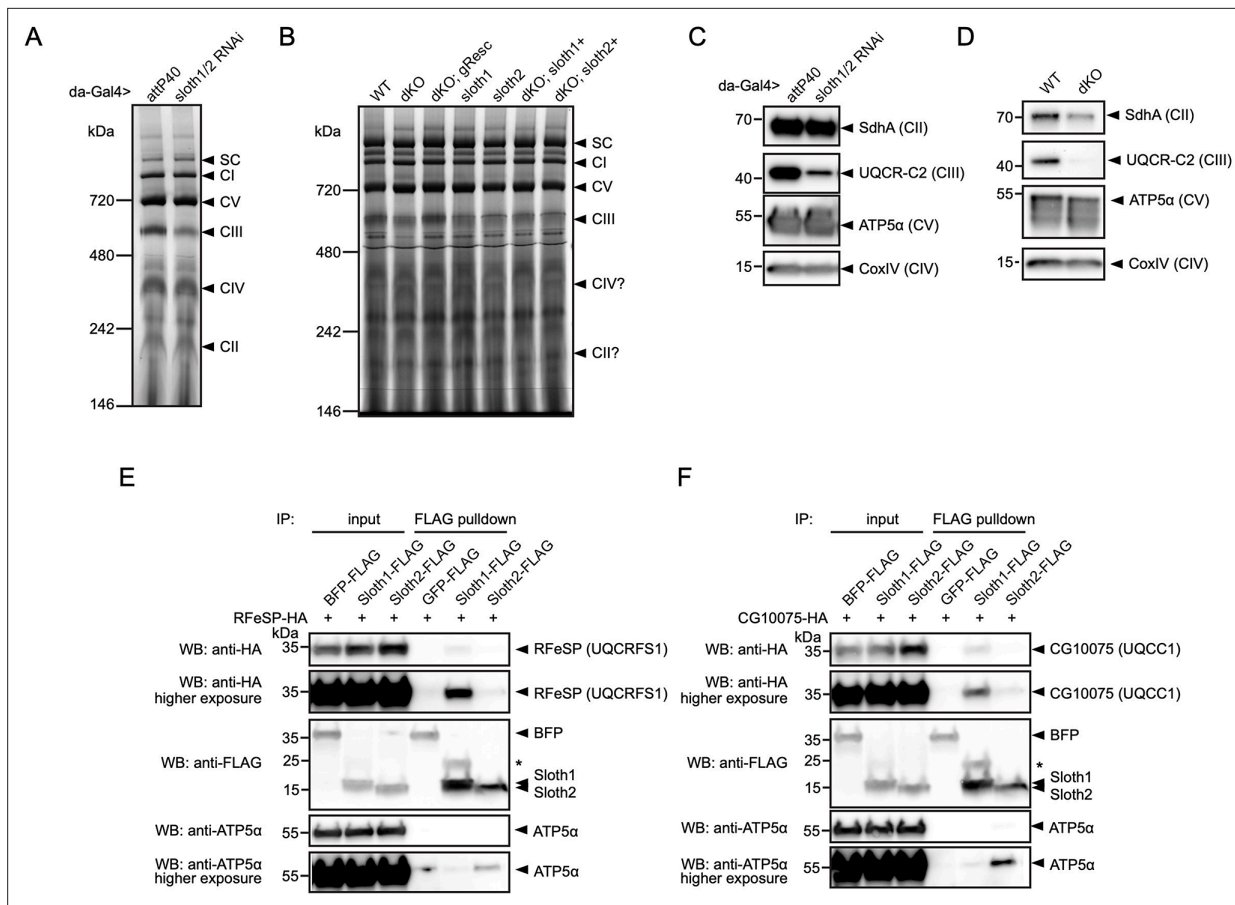 A
da-Gal4>
attP40
sloth1/2 RNAi
kDa
720
480
242
146
SC
CI
CV
CIII
CIV
CII
B
WT
dKO
dKO; gResc
sloth1
sloth2
dKO; sloth1+
dKO; sloth2+
kDa
720
480
242
146
SC
CI
CV
CIII
CIV?
CII?
C
da-Gal4>
attP40
sloth1/2 RNAi
70
SdhA (CII)
40
UQCR-C2 (CIII)
55
ATP5α (CV)
15
CoxIV (CIV)
D
WT
dKO
70
SdhA (CII)
40
UQCR-C2 (CIII)
55
ATP5α (CV)
15
CoxIV (CIV)
E
IP: input FLAG pulldown
BFP-FLAG
Sloth1-FLAG
Sloth2-FLAG
GFP-FLAG
Sloth1-FLAG
Sloth2-FLAG
RFeSP-HA + + + + + +
kDa
WB: anti-HA 35 RFeSP (UQCRFS1)
WB: anti-HA
higher exposure
35 RFeSP (UQCRFS1)
35 BFP
25 *
WB: anti-FLAG
Sloth1
15 Sloth2
WB: anti-ATP5α 55 ATP5α
WB: anti-ATP5α
higher exposure
55 ATP5α
F
IP: input FLAG pulldown
BFP-FLAG
Sloth1-FLAG
Sloth2-FLAG
GFP-FLAG
Sloth1-FLAG
Sloth2-FLAG
CG10075-HA + + + + + +
kDa
WB: anti-HA 35 CG10075 (UQCC1)
WB: anti-HA
higher exposure
35 CG10075 (UQCC1)
35 BFP
25 *
WB: anti-FLAG
Sloth1
15 Sloth2
WB: anti-ATP5α 55 ATP5α
WB: anti-ATP5α
higher exposure
55 ATP5α